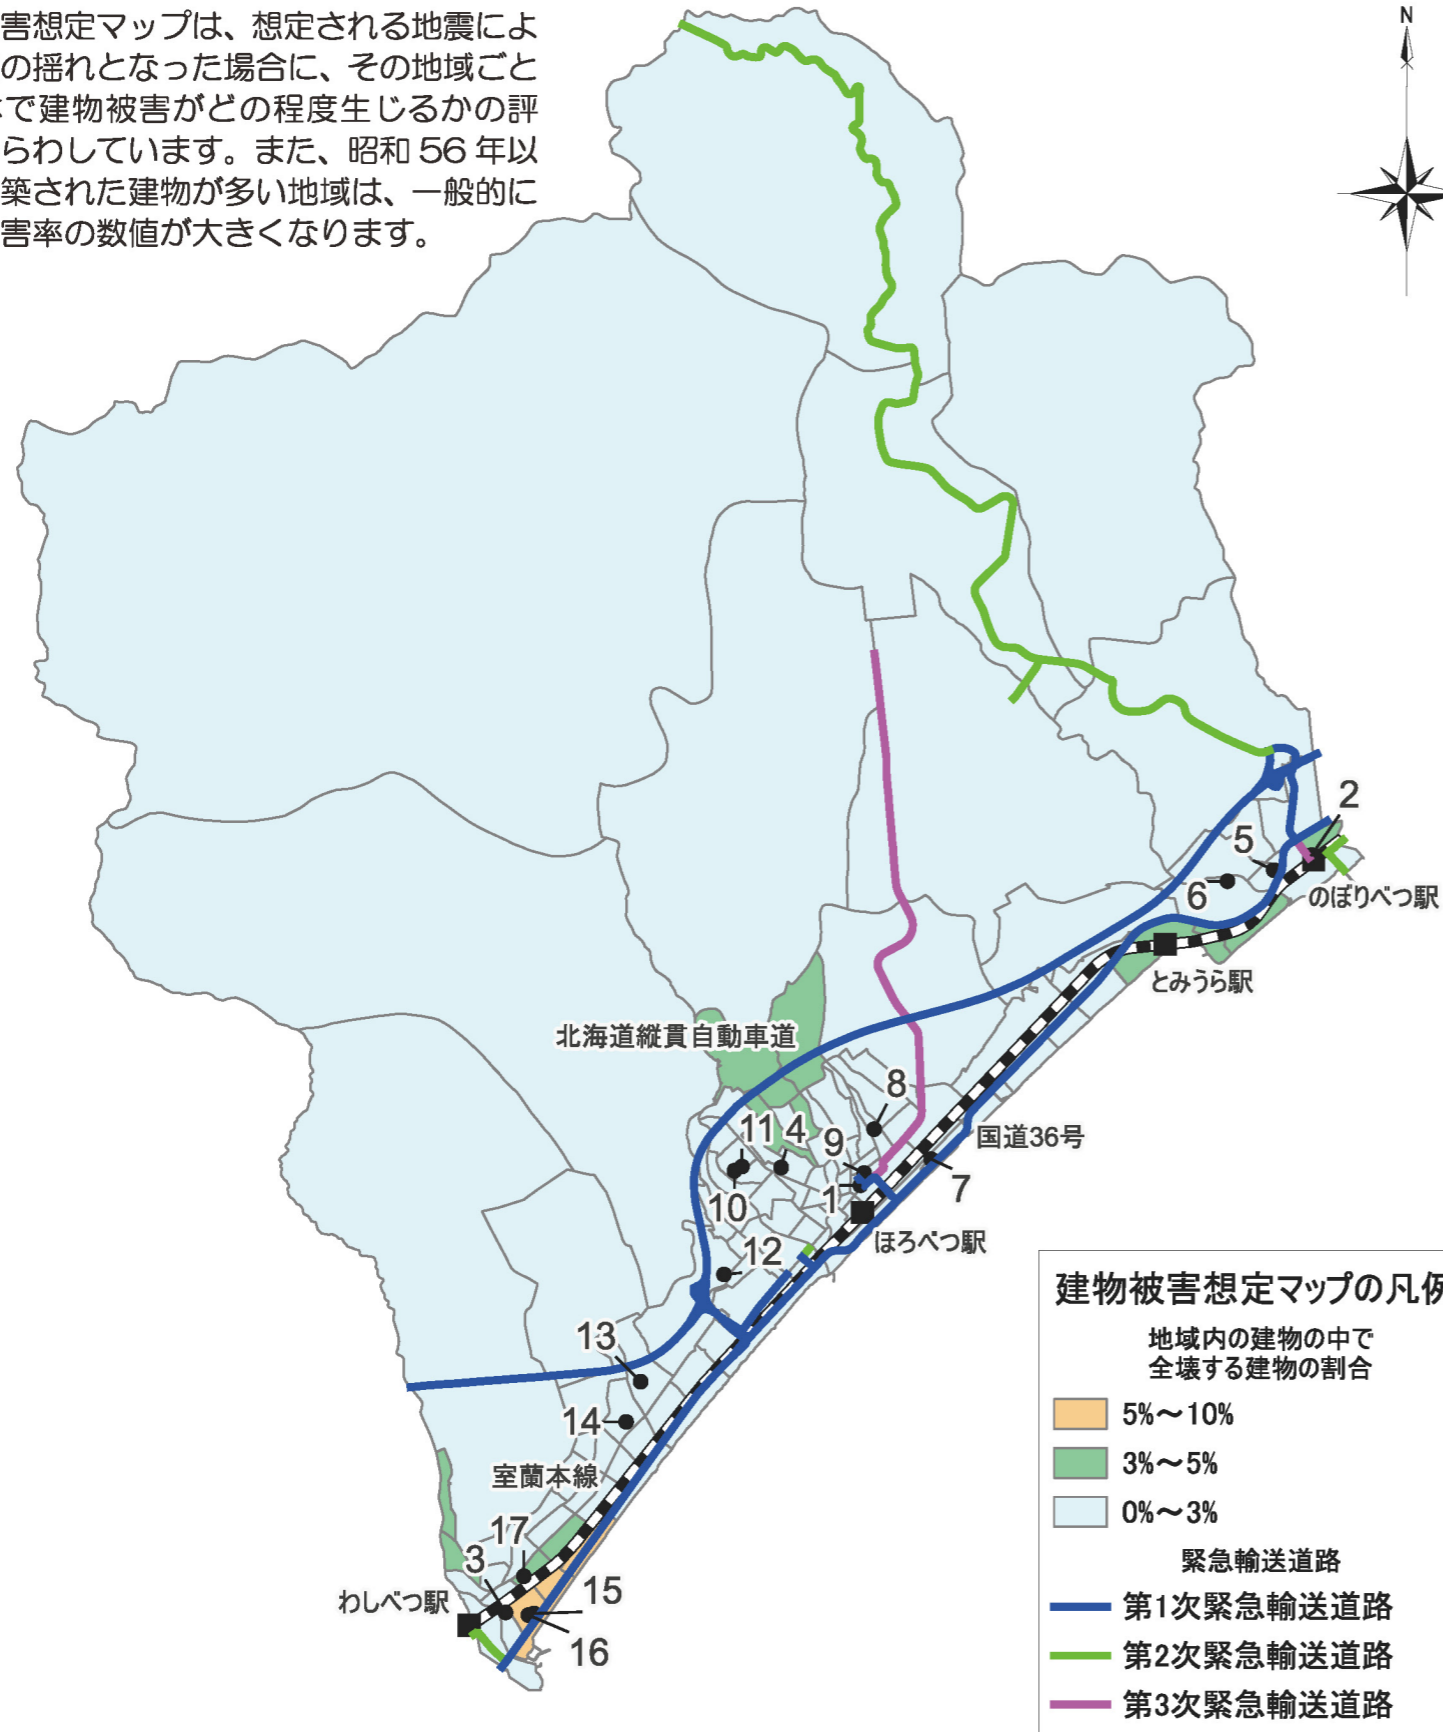 害想定マップは、想定される地震によ
の揺れとなった場合に、その地域ごと
で建物被害がどの程度生じるかの評
らわしています。また、昭和 56 年以
築された建物が多い地域は、一般的に
害率の数値が大きくなります。
N
2
5
6
のぼりべつ駅
とみうら駅
北海道縦貫自動車道
8
11
4
9
国道36号
10
1
7
ほろべつ駅
12
13
14
室蘭本線
17
3
わしべつ駅
15
16
建物被害想定マップの凡例
地域内の建物の中で
全壊する建物の割合
5%～10%
3%～5%
0%～3%
緊急輸送道路
第1次緊急輸送道路
第2次緊急輸送道路
第3次緊急輸送道路